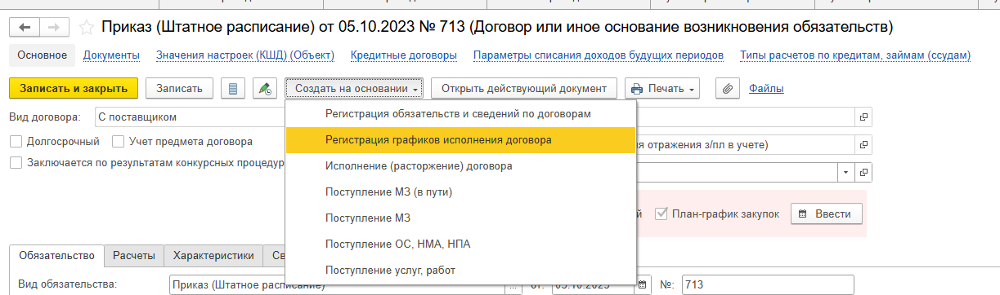 Приказ (Штатное расписание) от 05.10.2023 № 713 (Договор или иное основание возникновения обязательств)
Основное Документы Значения настроек (КШД) (Объект) Кредитные договоры Параметры списания доходов будущих периодов Типы расчетов по кредитам, займам (ссудам)
Записать и закрыть Записать Создать на основании Открыть действующий документ Печать Файлы
Вид договора: С поставщиком
Регистрация обязательств и сведений по договорам
Долгосрочный Учет предмета договора
Регистрация графиков исполнения договора
отражения з/пл в учете)
Заключается по результатам конкурсных процедур
Исполнение (расторжение) договора
Поступление МЗ (в пути)
План-график закупок Ввести
Поступление МЗ
Поступление ОС, НМА, НПА
Обязательство Расчеты Характеристики Св
Поступление услуг, работ
Вид обязательства: Приказ (Штатное расписание) ... от: 05.10.2023 №: 713